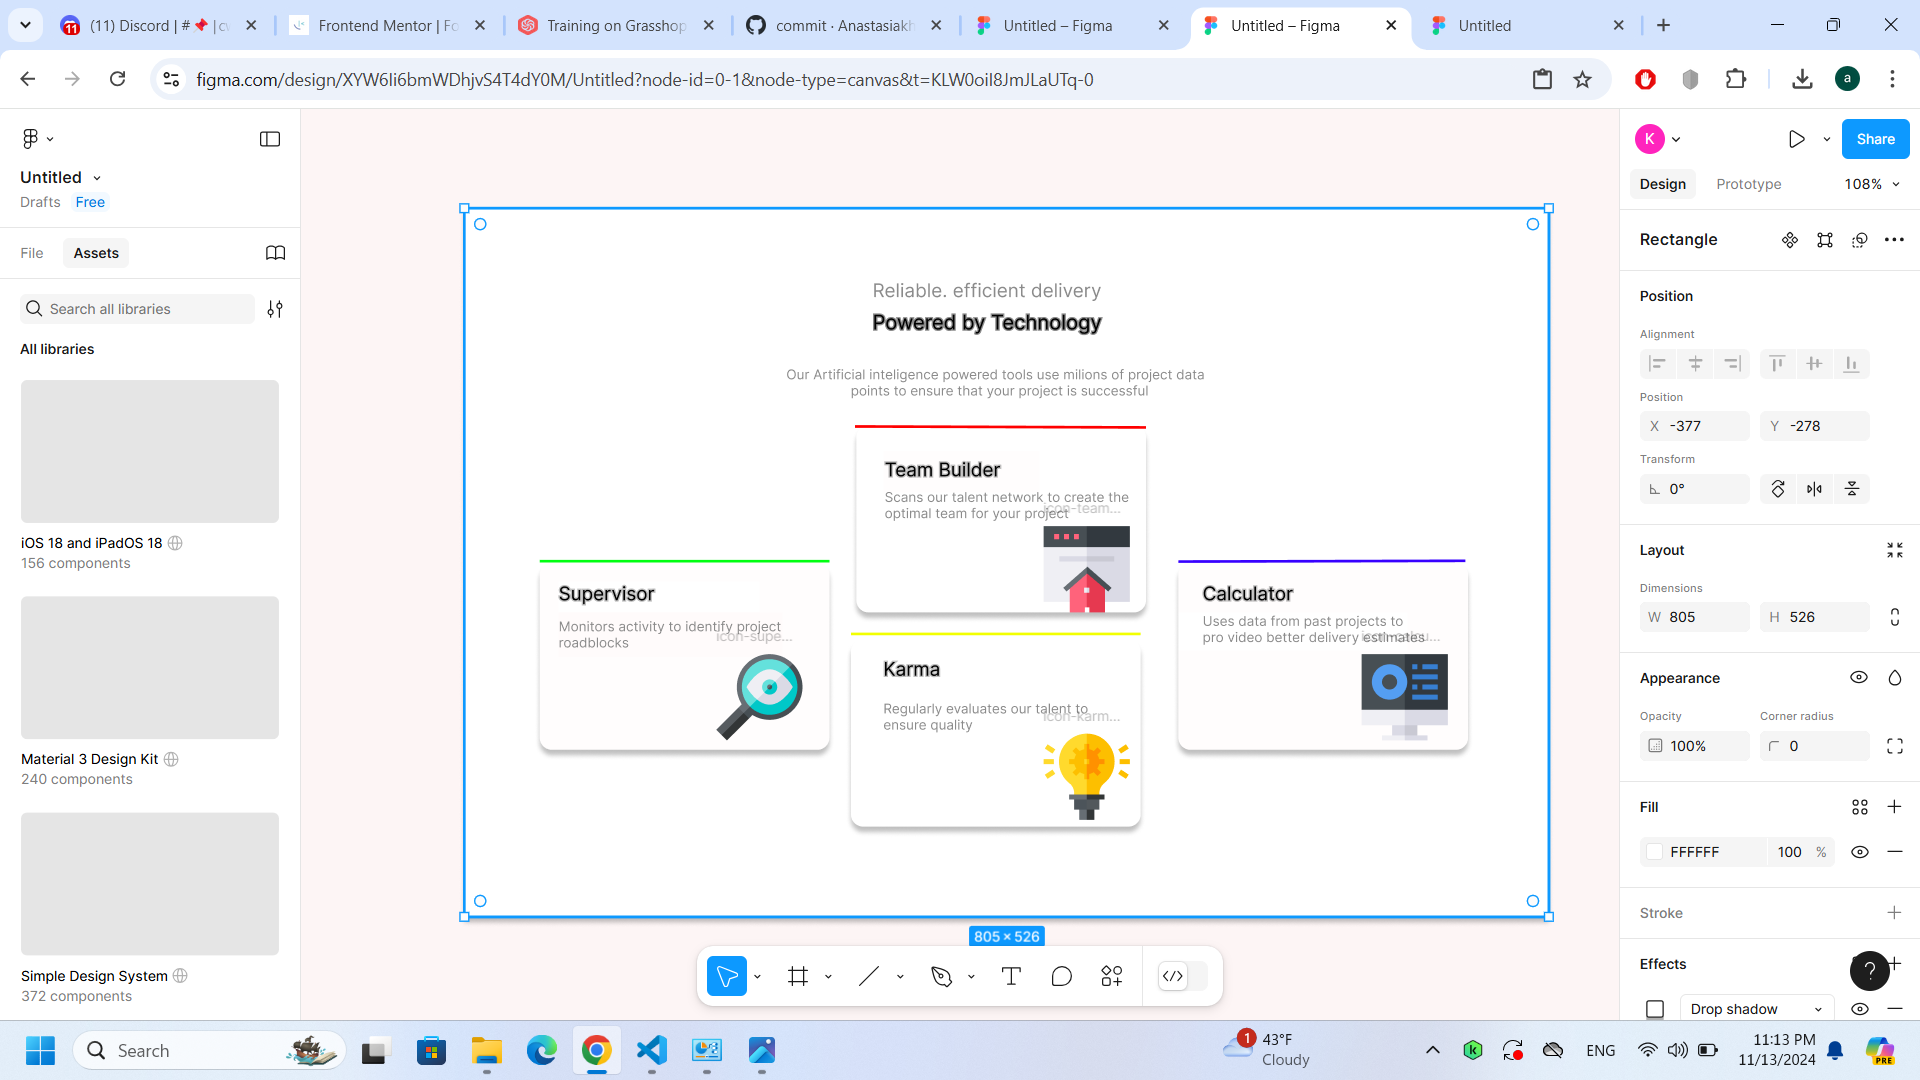 (11) Discord | # 📌 | cv
Frontend Mentor | Fo
Training on Grasshop
commit · Anastasiakh
Untitled – Figma
Untitled – Figma
Untitled
figma.com/design/XYW6li6bmWDhjvS4T4dY0M/Untitled?node-id=0-1&node-type=canvas&t=KLW0oiI8JmJLaUTq-0
a
Untitled
Drafts Free
File Assets
Search all libraries
All libraries
iOS 18 and iPadOS 18
156 components
Material 3 Design Kit
240 components
Simple Design System
372 components
Reliable. efficient delivery
Powered by Technology
Our Artificial inteligence powered tools use milions of project data
points to ensure that your project is successful
Team Builder
Scans our talent network to create the
optimal team for your project
icon-team...
Supervisor
Monitors activity to identify project
roadblocks
icon-supe...
Karma
Regularly evaluates our talent to
ensure quality
icon-karm...
Calculator
Uses data from past projects to
pro video better delivery estimates
icon-calcu...
805 × 526
K
Share
Design Prototype 108%
Rectangle
Position
Alignment
Position
X -377 Y -278
Transform
0°
Layout
Dimensions
W 805 H 526
Appearance
Opacity Corner radius
100% 0
Fill
FFFFFF 100 %
Stroke
Effects
?
Drop shadow
Search
1
43°F
Cloudy
ENG
11:13 PM
11/13/2024
PRE